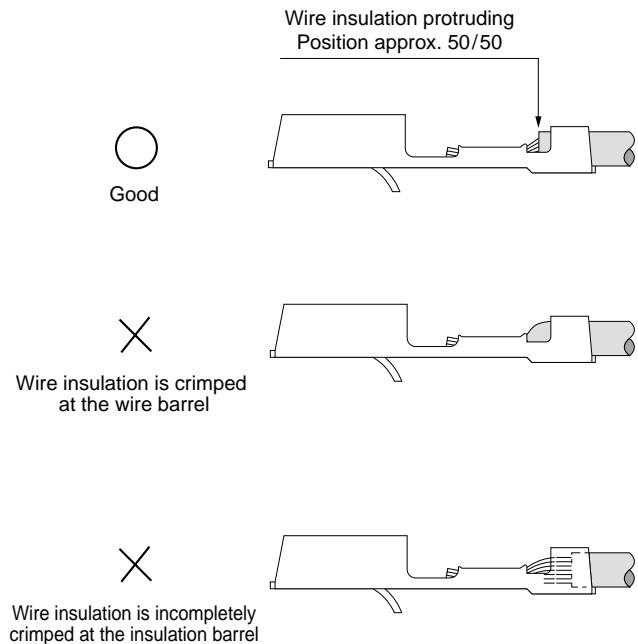 Wire insulation protruding
Position approx. 50/50
Good
Wire insulation is crimped
at the wire barrel
Wire insulation is incompletely
crimped at the insulation barrel